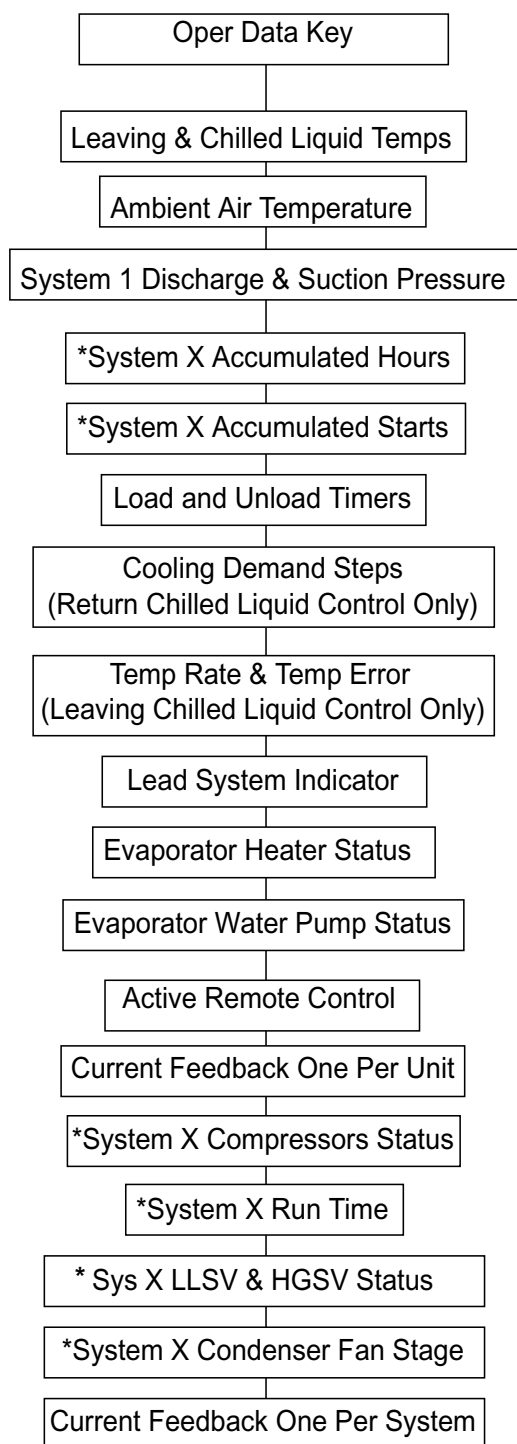 Oper Data Key
Leaving & Chilled Liquid Temps
Ambient Air Temperature
System 1 Discharge & Suction Pressure
*System X Accumulated Hours
*System X Accumulated Starts
Load and Unload Timers
Cooling Demand Steps
(Return Chilled Liquid Control Only)
Temp Rate & Temp Error
(Leaving Chilled Liquid Control Only)
Lead System Indicator
Evaporator Heater Status
Evaporator Water Pump Status
Active Remote Control
Current Feedback One Per Unit
*System X Compressors Status
*System X Run Time
* Sys X LLSV & HGSV Status
*System X Condenser Fan Stage
Current Feedback One Per System